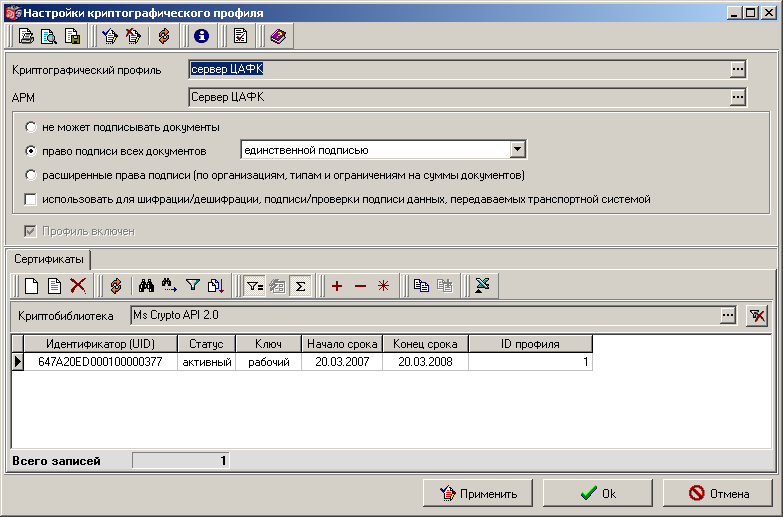 Настройки криптографического профиля
Криптографический профиль сервер ЦАФК ...
АРМ Сервер ЦАФК ...
не может подписывать документы
право подписи всех документов единственной подписью
расширенные права подписи (по организациям, типам и ограничениям на суммы документов)
использовать для шифрации/дешифрации, подписи/проверки подписи данных, передаваемых транспортной системой
Профиль включен
Сертификаты
Криптобиблиотека Ms Crypto API 2.0 ...
Идентификатор (UID) Статус Ключ Начало срока Конец срока ID профиля
647A20ED000100000377 активный рабочий 20.03.2007 20.03.2008 1
Всего записей 1
Применить Ok Отмена